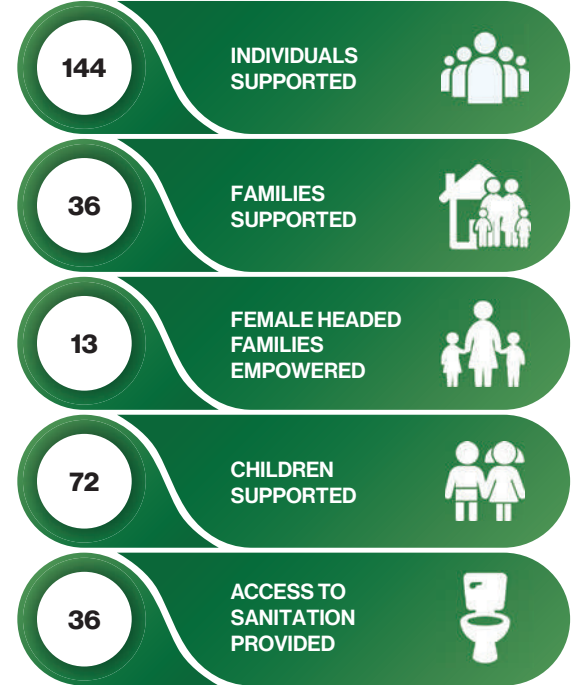 144
INDIVIDUALS
SUPPORTED
36
FAMILIES
SUPPORTED
13
FEMALE HEADED
FAMILIES
EMPOWERED
72
CHILDREN
SUPPORTED
36
ACCESS TO
SANITATION
PROVIDED